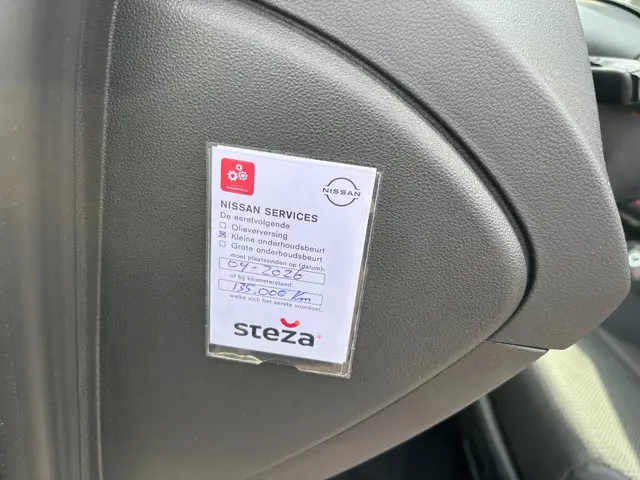 NISSAN
NISSAN SERVICES
De eerstvolgende
Olieverversing
Kleine onderhoudsbeurt
Grote onderhoudsbeurt
moet plaatsvinden op (datum):
04-2026
of bij kilometerstand:
135.000 Km
welke zich het eerste voordoet.
steža